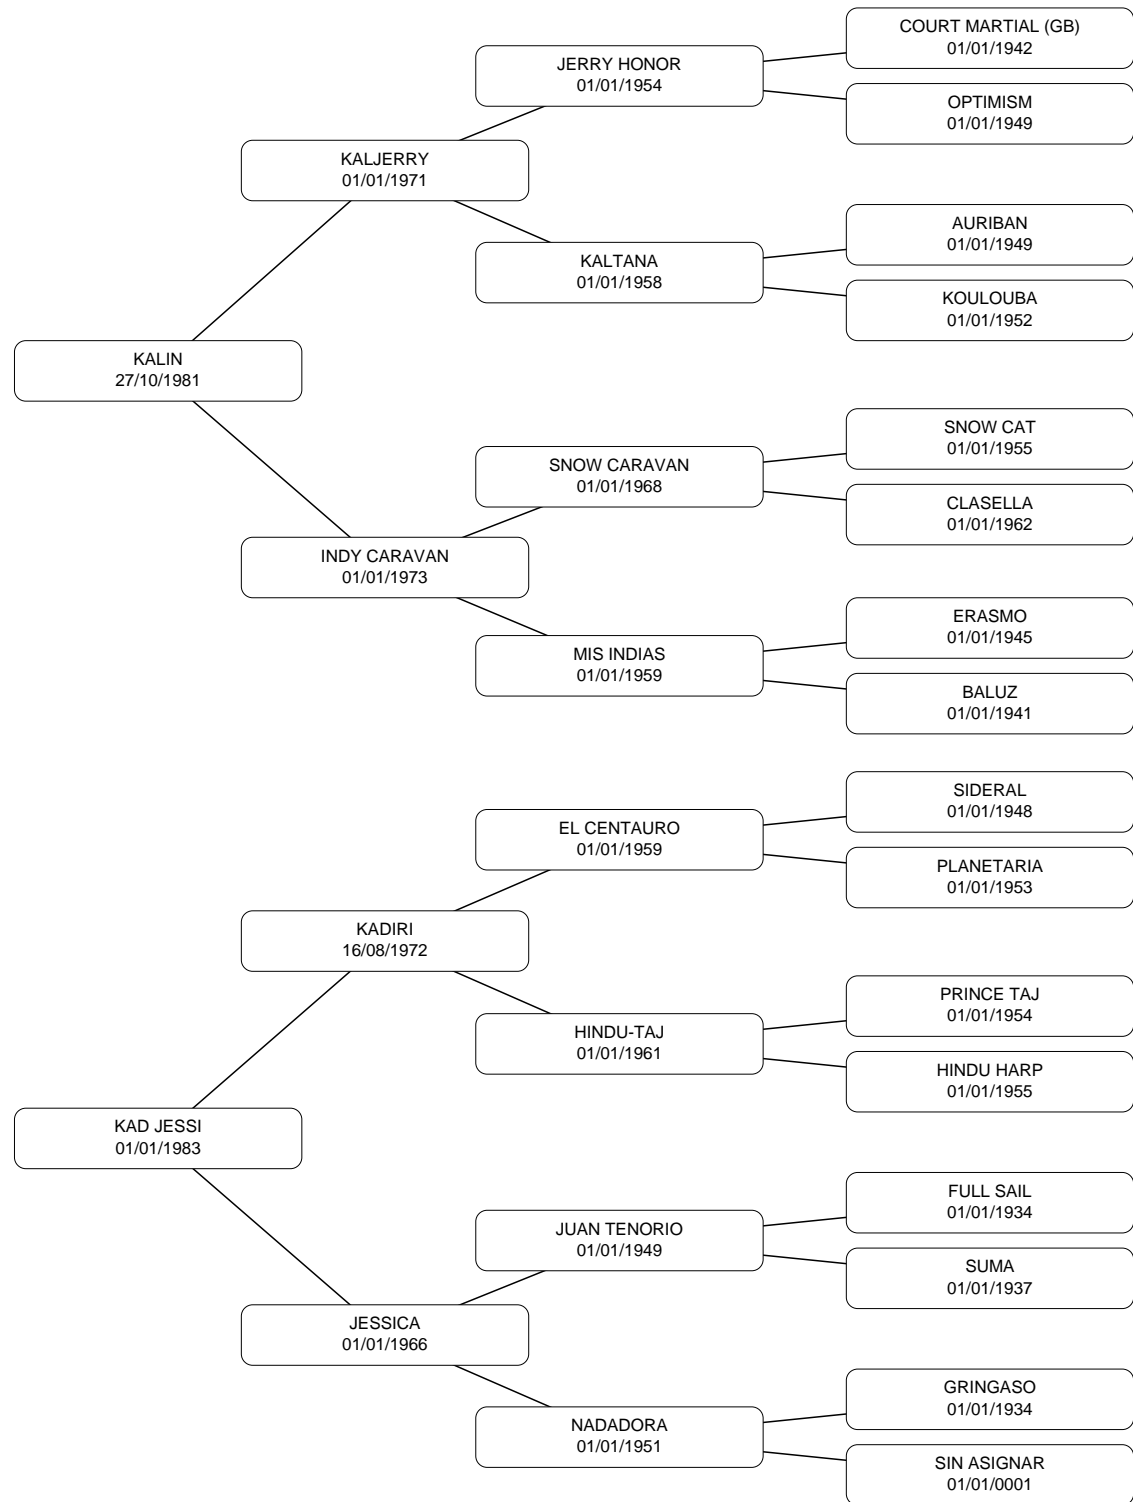 COURT MARTIAL (GB)
01/01/1942
JERRY HONOR
01/01/1954
OPTIMISM
01/01/1949
KALJERRY
01/01/1971
AURIBAN
01/01/1949
KALTANA
01/01/1958
KOULOUBA
01/01/1952
KALIN
27/10/1981
SNOW CAT
01/01/1955
SNOW CARAVAN
01/01/1968
CLASELLA
01/01/1962
INDY CARAVAN
01/01/1973
ERASMO
01/01/1945
MIS INDIAS
01/01/1959
BALUZ
01/01/1941
SIDERAL
01/01/1948
EL CENTAURO
01/01/1959
PLANETARIA
01/01/1953
KADIRI
16/08/1972
PRINCE TAJ
01/01/1954
HINDU-TAJ
01/01/1961
HINDU HARP
01/01/1955
KAD JESSI
01/01/1983
FULL SAIL
01/01/1934
JUAN TENORIO
01/01/1949
SUMA
01/01/1937
JESSICA
01/01/1966
GRINGASO
01/01/1934
NADADORA
01/01/1951
SIN ASIGNAR
01/01/0001